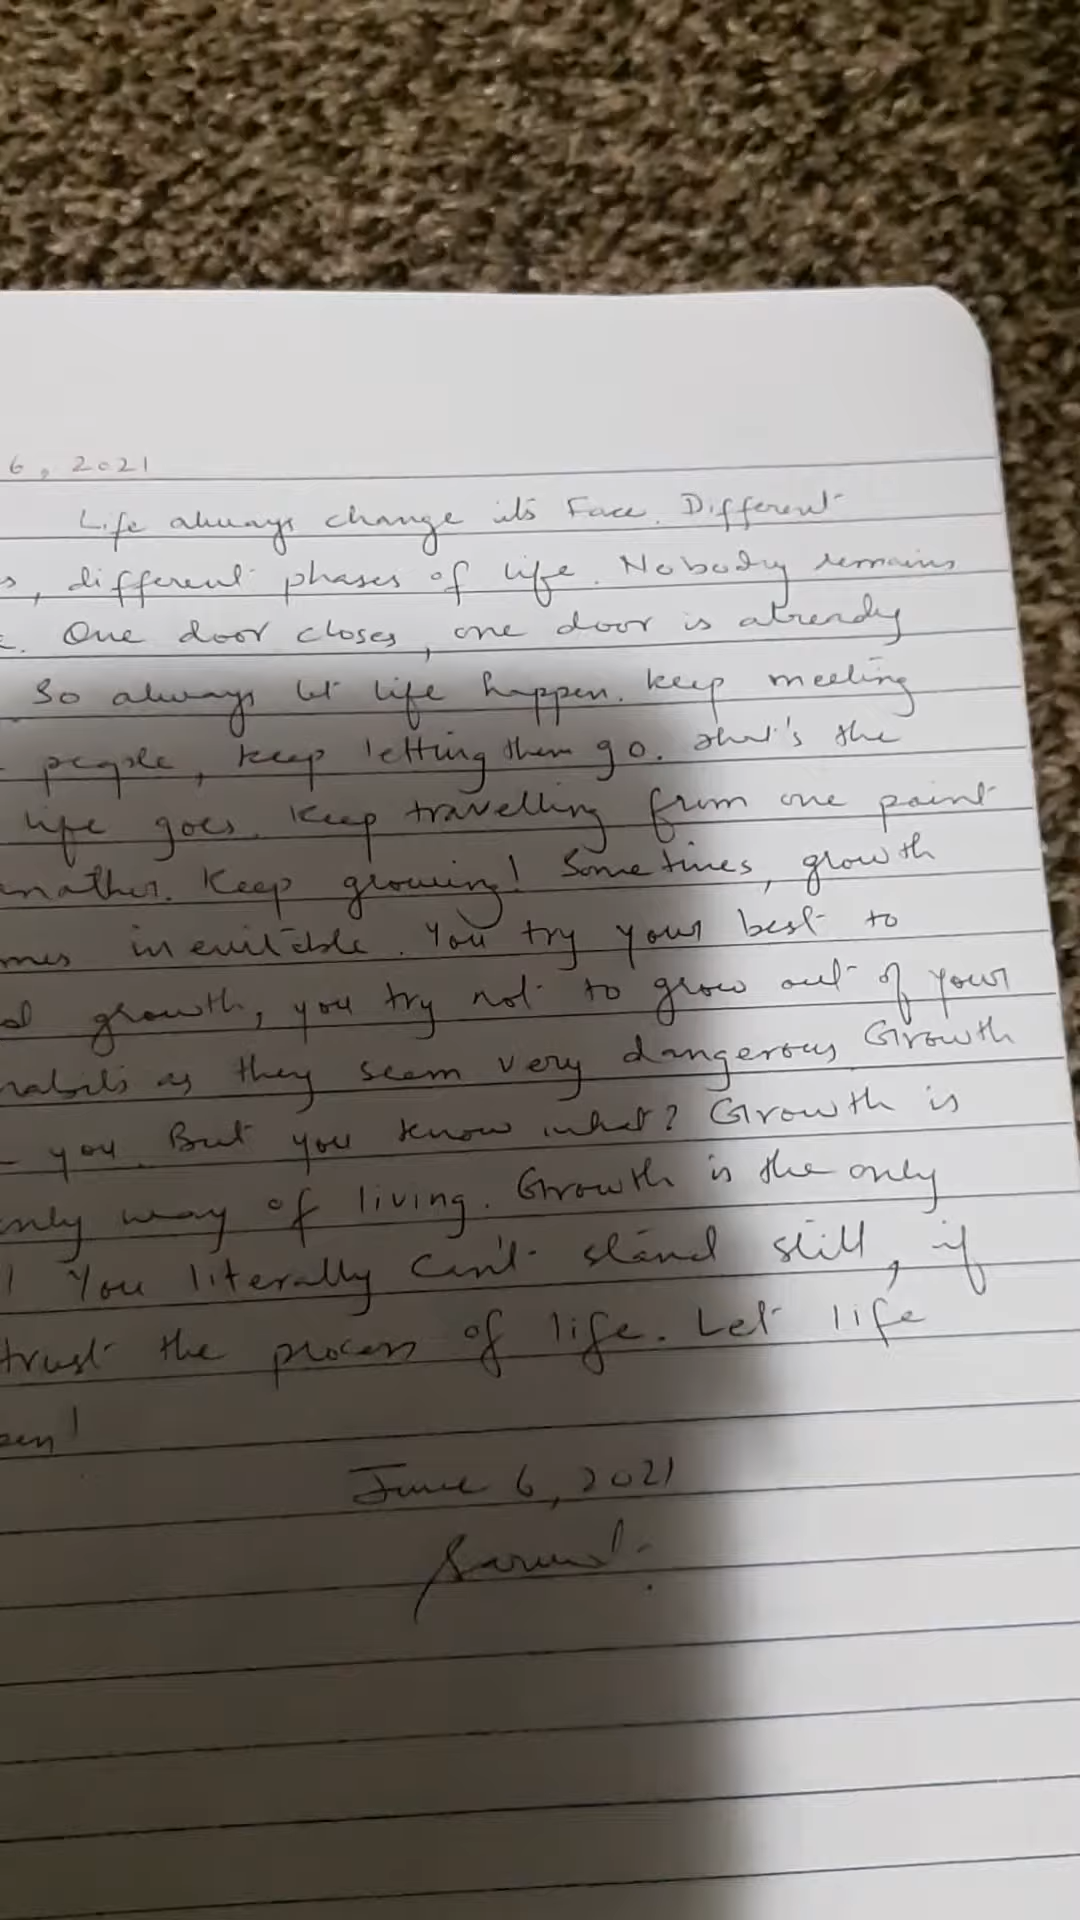 6, 2021
Life always change its Face. Different
, different phases of life. Nobody remains
One door closes, one door is already
So always let life happen. Keep meeting
people, keep letting them go. That's the
life goes. Keep travelling from one point
another. Keep growing! Sometimes, growth
inevitable. You try your best to
growth, you try not to grow out of your
habits as they seem very dangerous Growth
you. But you know what? Growth is
only way of living. Growth is the only
! You literally can't stand still, if
trust the process of life. Let life
pen!
June 6, 2021